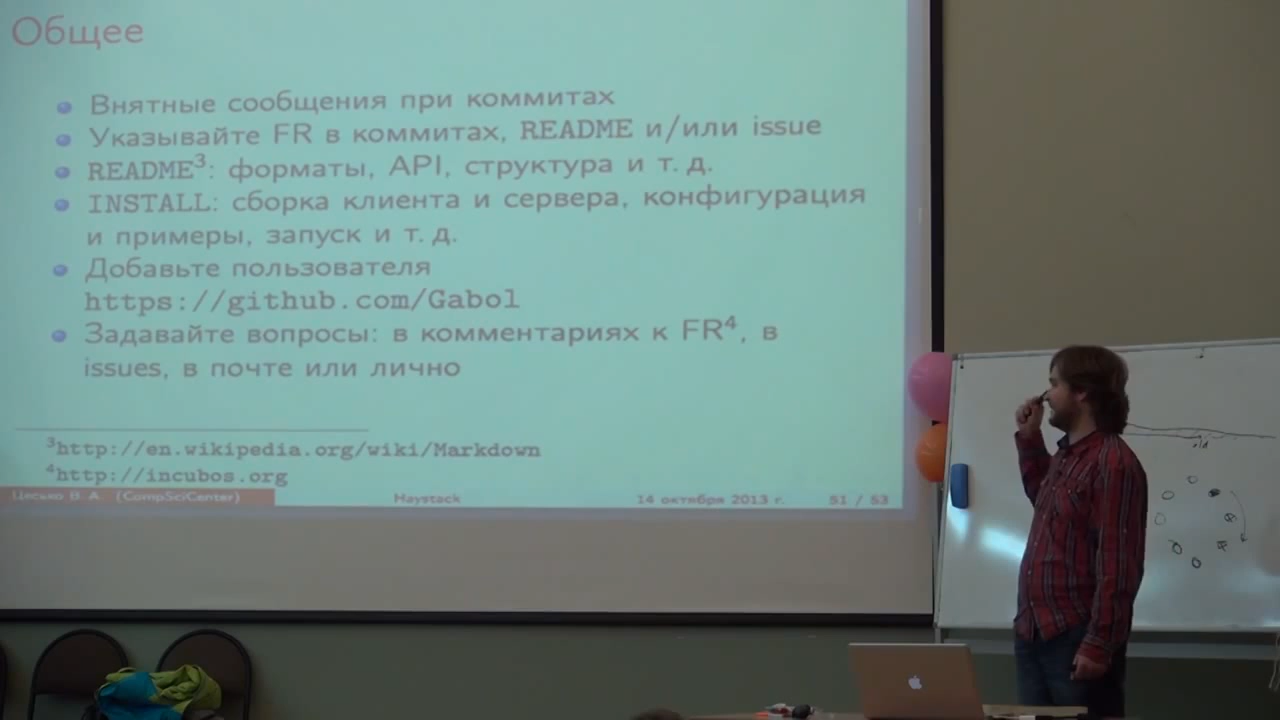 Общее
Внятные сообщения при коммитах
Указывайте FR в коммитах, README и/или issue
README³: форматы, API, структура и т. д.
INSTALL: сборка клиента и сервера, конфигурация
и примеры, запуск и т. д.
Добавьте пользователя
https://github.com/Gabol
Задавайте вопросы: в комментариях к FR⁴, в
issues, в почте или лично
³http://en.wikipedia.org/wiki/Markdown
⁴http://incubos.org
Цесько В. А. (CompSciCenter) Haystack 14 октября 2013 г. 51 / 53